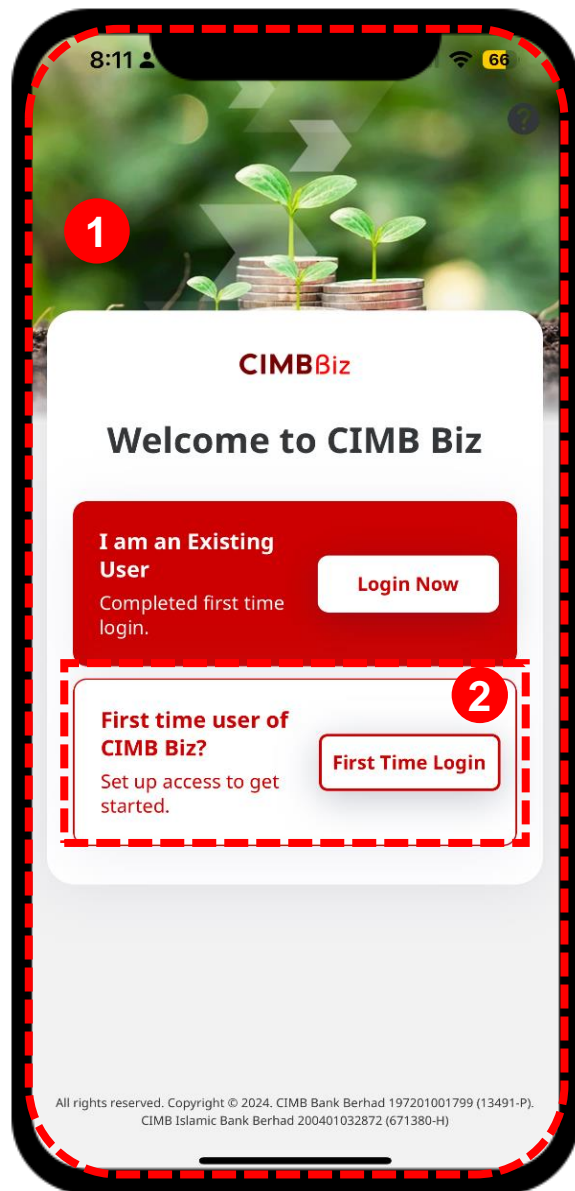 8:11
66
?
1
CIMBBiz
Welcome to CIMB Biz
I am an Existing
User
Login Now
Completed first time
login.
2
First time user of
CIMB Biz?
First Time Login
Set up access to get
started.
All rights reserved. Copyright © 2024. CIMB Bank Berhad 197201001799 (13491-P).
CIMB Islamic Bank Berhad 200401032872 (671380-H)